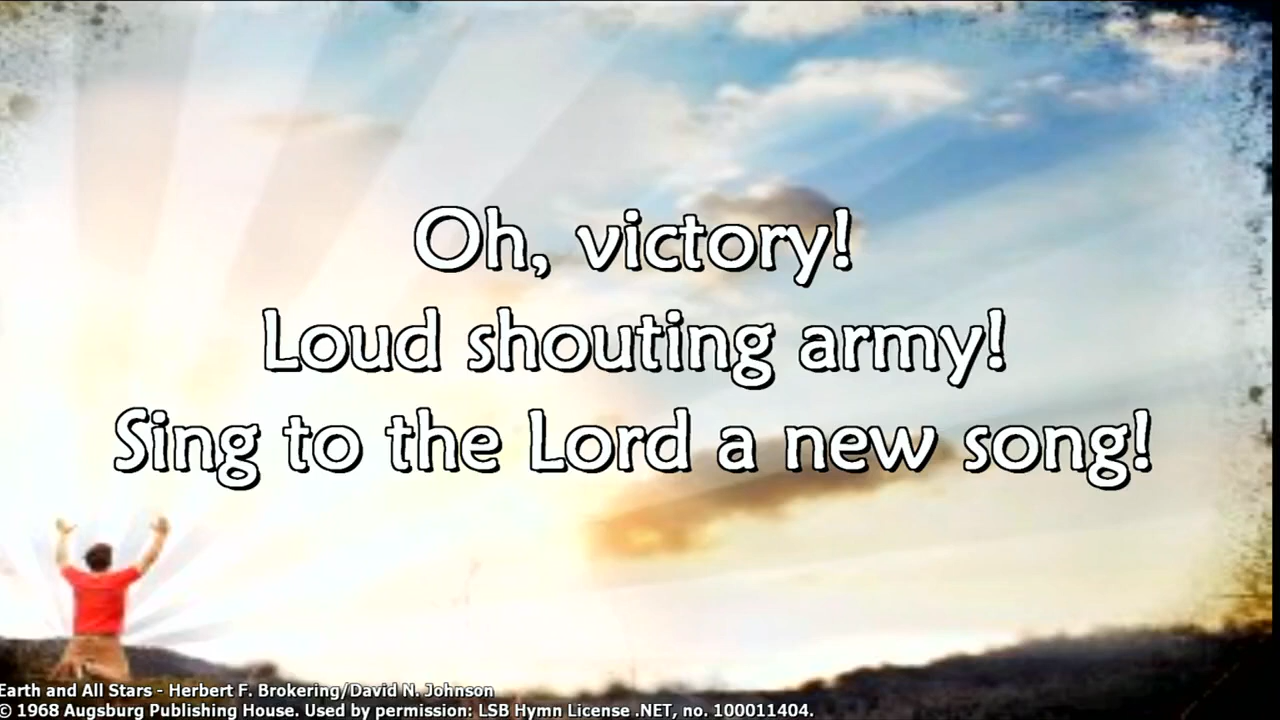 Oh, victory!
Loud shouting army!
Sing to the Lord a new song!
Earth and All Stars - Herbert F. Brokering/David N. Johnson
© 1968 Augsburg Publishing House. Used by permission: LSB Hymn License .NET, no. 100011404.